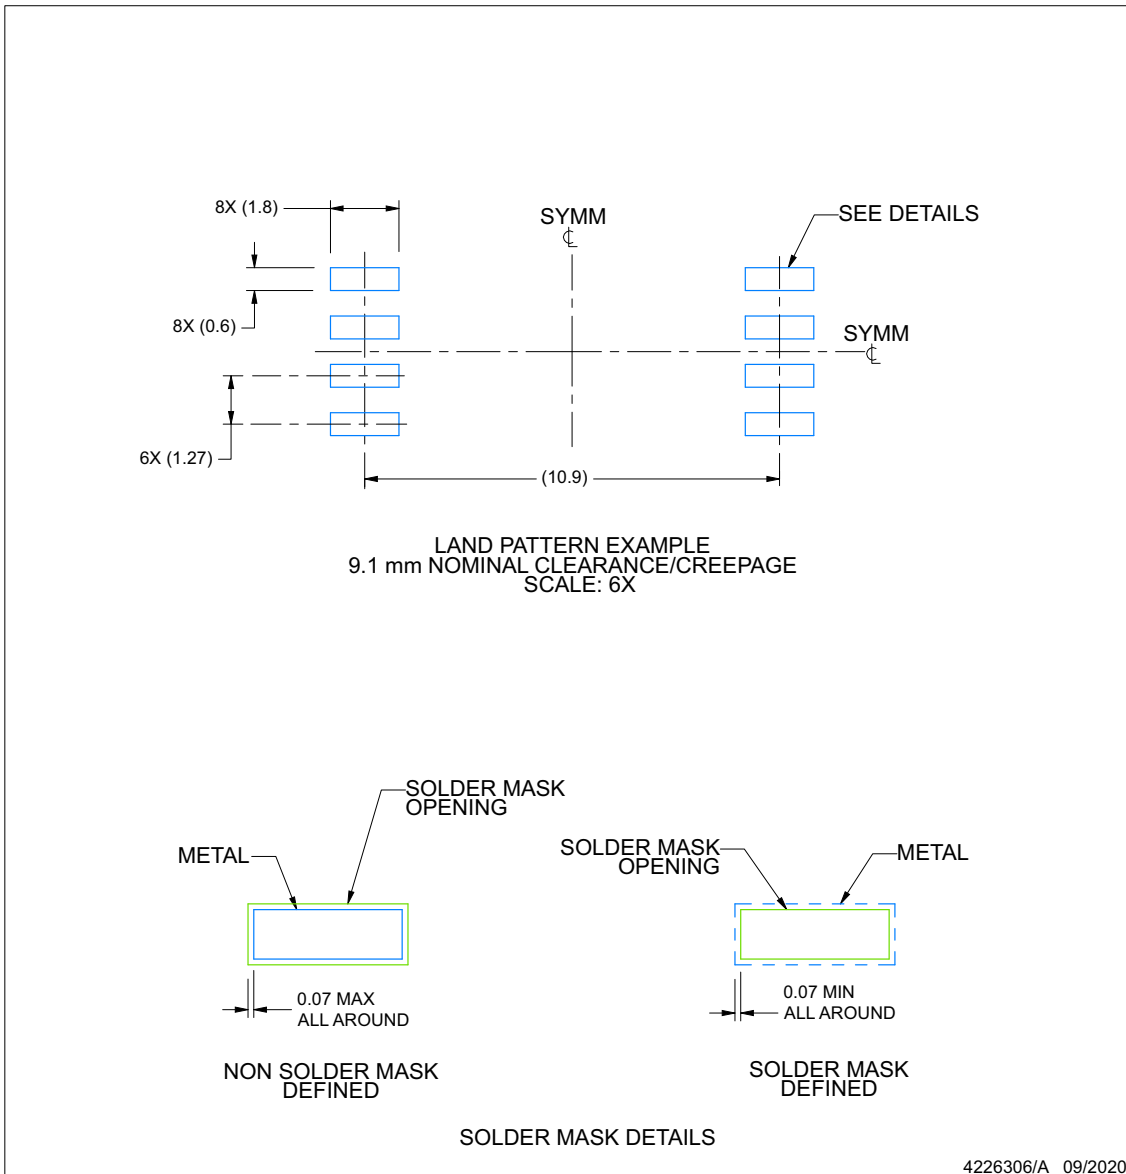 8X (1.8)
SYMM
℄
SEE DETAILS
8X (0.6)
SYMM
℄
6X (1.27)
(10.9)
LAND PATTERN EXAMPLE
9.1 mm NOMINAL CLEARANCE/CREEPAGE
SCALE: 6X
SOLDER MASK
OPENING
METAL
SOLDER MASK
OPENING
METAL
0.07 MAX
ALL AROUND
0.07 MIN
ALL AROUND
NON SOLDER MASK
DEFINED
SOLDER MASK
DEFINED
SOLDER MASK DETAILS
4226306/A 09/2020